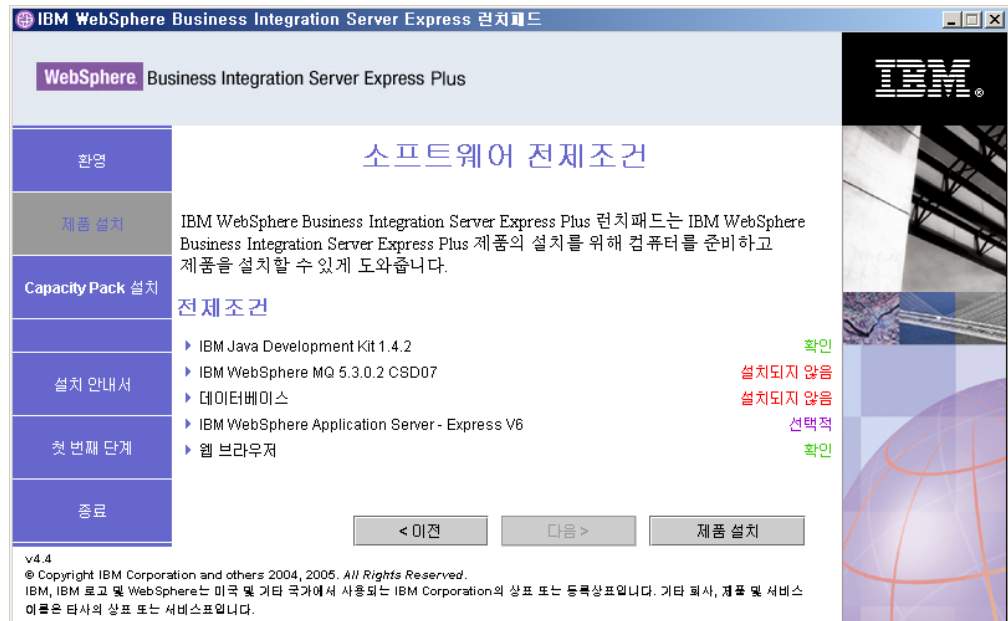 IBM WebSphere Business Integration Server Express 런치패드
WebSphere. Business Integration Server Express Plus
IBM®
환영
제품 설치
Capacity Pack 설치
설치 안내서
첫 번째 단계
종료
소프트웨어 전제조건
IBM WebSphere Business Integration Server Express Plus 런치패드는 IBM WebSphere
Business Integration Server Express Plus 제품의 설치를 위해 컴퓨터를 준비하고
제품을 설치할 수 있게 도와줍니다.
전제조건
IBM Java Development Kit 1.4.2 확인
IBM WebSphere MQ 5.3.0.2 CSD07 설치되지 않음
데이터베이스 설치되지 않음
IBM WebSphere Application Server - Express V6 선택적
웹 브라우저 확인
< 이전 다음 > 제품 설치
v4.4
© Copyright IBM Corporation and others 2004, 2005. All Rights Reserved.
IBM, IBM 로고 및 WebSphere는 미국 및 기타 국가에서 사용되는 IBM Corporation의 상표 또는 등록상표입니다. 기타 회사, 제품 및 서비스
이름은 타사의 상표 또는 서비스표입니다.